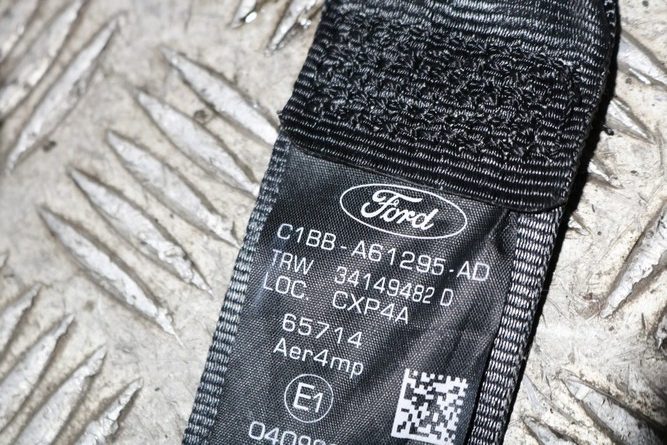 Ford
C1BB-A61295-AD
TRW 34149482 D
LOC. CXP4A
65714
Aer4mp
E1